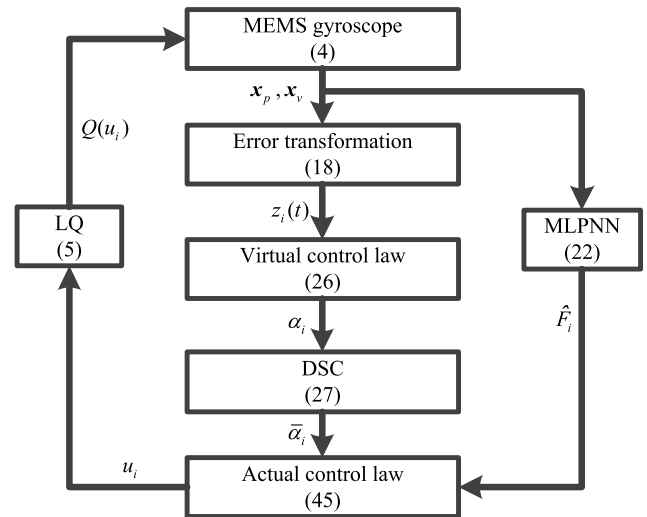 MEMS gyroscope
(4)
x_p , x_v
Q(u_i)
Error transformation
(18)
z_i(t)
LQ
(5)
MLPNN
(22)
Virtual control law
(26)
α_i
F̂_i
DSC
(27)
ᾱ_i
u_i
Actual control law
(45)